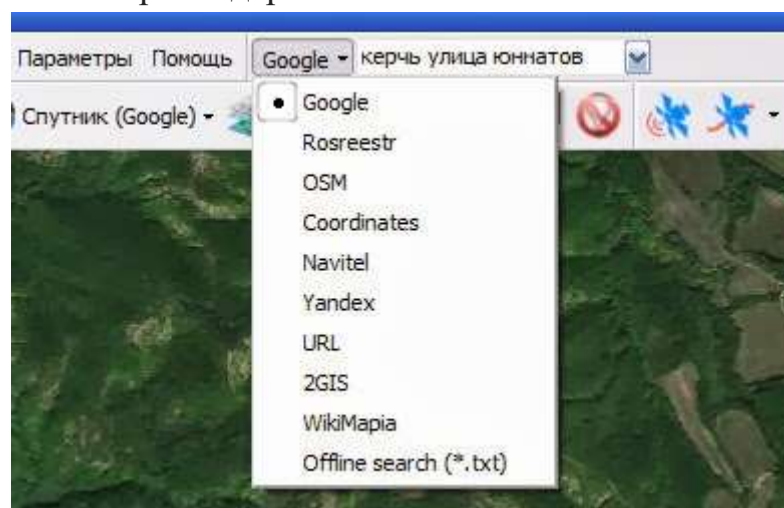 Параметры Помощь Google керчь улица юннатов
Спутник (Google)
Google
Rosreestr
OSM
Coordinates
Navitel
Yandex
URL
2GIS
WikiMapia
Offline search (*.txt)